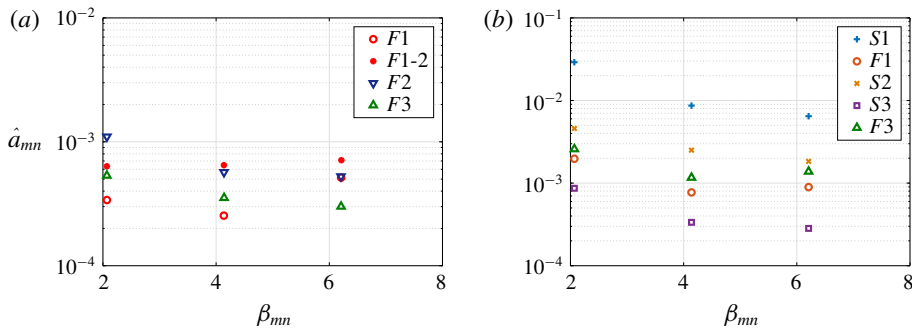 (a)
10⁻²
10⁻³
10⁻⁴
â_mn
2 4 6 8
β_mn
F1
F1-2
F2
F3
(b)
10⁻¹
10⁻²
10⁻³
10⁻⁴
2 4 6 8
β_mn
S1
F1
S2
S3
F3